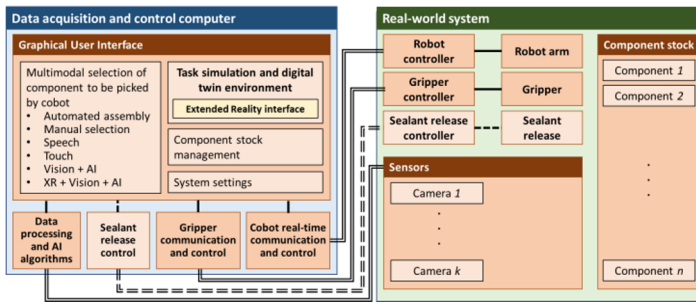 Data acquisition and control computer
Graphical User Interface
Multimodal selection of
component to be picked
by cobot
• Automated assembly
• Manual selection
• Speech
• Touch
• Vision + AI
• XR + Vision + AI
Task simulation and digital
twin environment
Extended Reality interface
Component stock
management
System settings
Data
processing
and AI
algorithms
Sealant
release
control
Gripper
communication
and control
Cobot real-time
communication
and control
Real-world system
Robot
controller
Robot arm
Gripper
controller
Gripper
Sealant release
controller
Sealant
release
Sensors
Camera 1
.
.
.
Camera k
Component stock
Component 1
Component 2
.
.
.
Component n